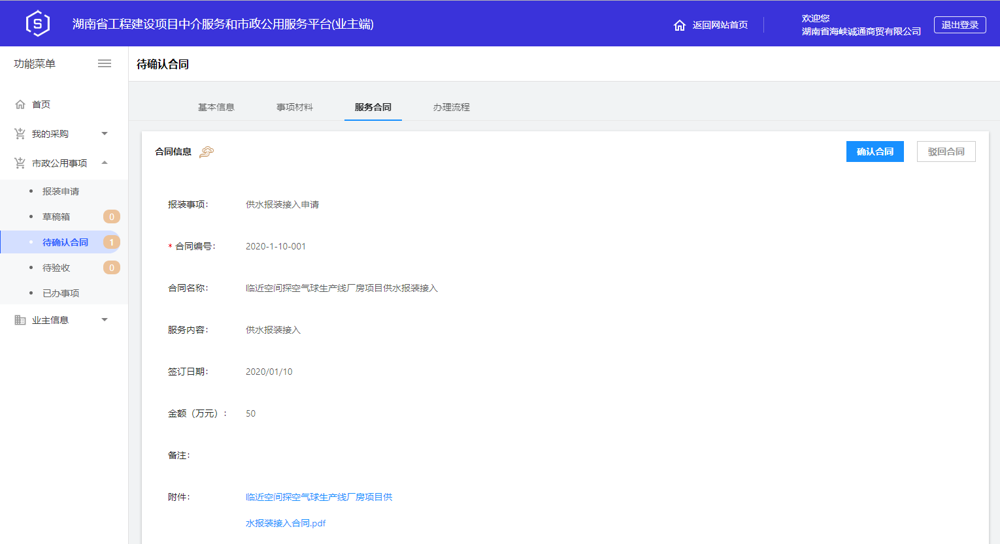 S
湖南省工程建设项目中介服务和市政公用服务平台(业主端)
返回网站首页
欢迎您
湖南省海峡诚通商贸有限公司
退出登录
功能菜单
首页
我的采购
市政公用事项
报装申请
草稿箱 0
待确认合同 1
待验收 0
已办事项
业主信息
待确认合同
基本信息 事项材料 服务合同 办理流程
合同信息
确认合同 驳回合同
报装事项： 供水报装接入申请
* 合同编号： 2020-1-10-001
合同名称： 临近空间探空气球生产线厂房项目供水报装接入
服务内容： 供水报装接入
签订日期： 2020/01/10
金额（万元）： 50
备注：
附件： 临近空间探空气球生产线厂房项目供
水报装接入合同.pdf